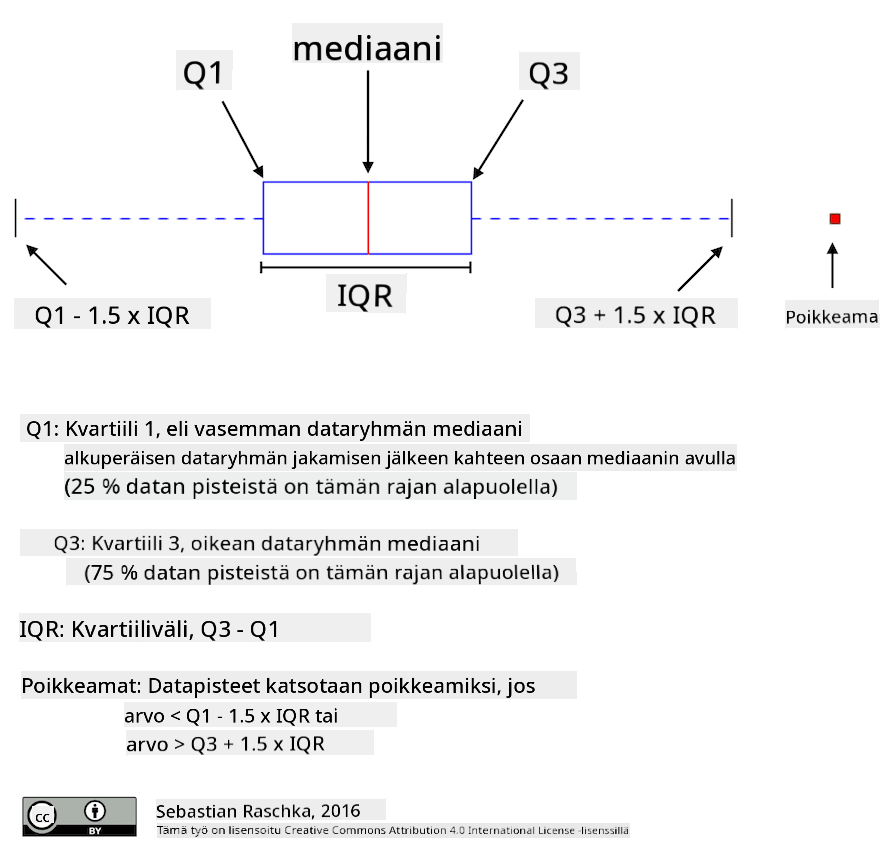 mediaani
Q1
Q3
IQR
Q1 - 1.5 x IQR
Q3 + 1.5 x IQR
Poikkeama
Q1: Kvartiili 1, eli vasemman dataryhmän mediaani
alkuperäisen dataryhmän jakamisen jälkeen kahteen osaan mediaanin avulla
(25 % datan pisteistä on tämän rajan alapuolella)
Q3: Kvartiili 3, oikean dataryhmän mediaani
(75 % datan pisteistä on tämän rajan alapuolella)
IQR: Kvartiiliväli, Q3 - Q1
Poikkeamat: Datapisteet katsotaan poikkeamiksi, jos
arvo < Q1 - 1.5 x IQR tai
arvo > Q3 + 1.5 x IQR
cc
BY
Sebastian Raschka, 2016
Tämä työ on lisensoitu Creative Commons Attribution 4.0 International License -lisenssillä